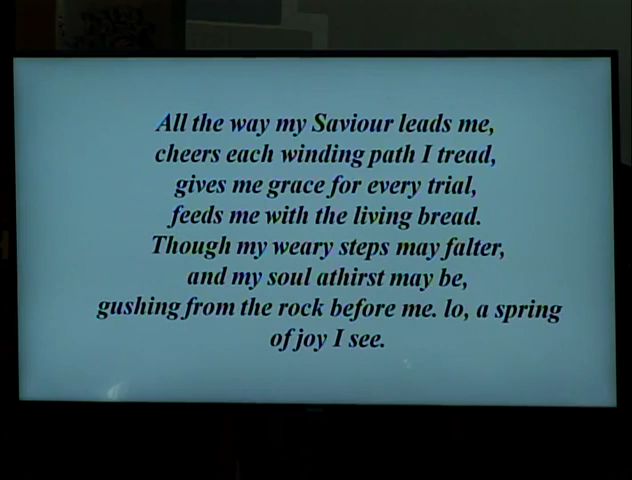 All the way my Saviour leads me,
cheers each winding path I tread,
gives me grace for every trial,
feeds me with the living bread.
Though my weary steps may falter,
and my soul athirst may be,
gushing from the rock before me. lo, a spring
of joy I see.